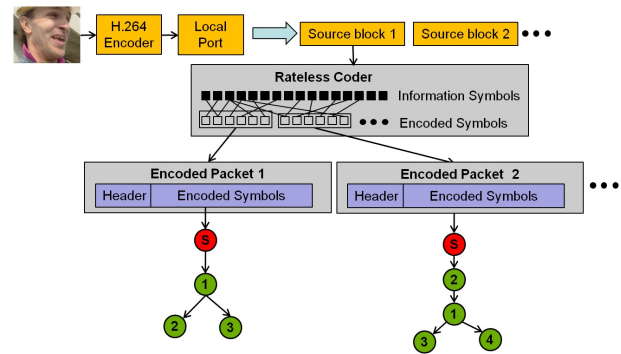 H.264
Encoder
Local
Port
Source block 1
Source block 2
Rateless Coder
Information Symbols
Encoded Symbols
Encoded Packet 1
Header
Encoded Symbols
Encoded Packet 2
Header
Encoded Symbols
S
1
2
3
S
2
1
3
4